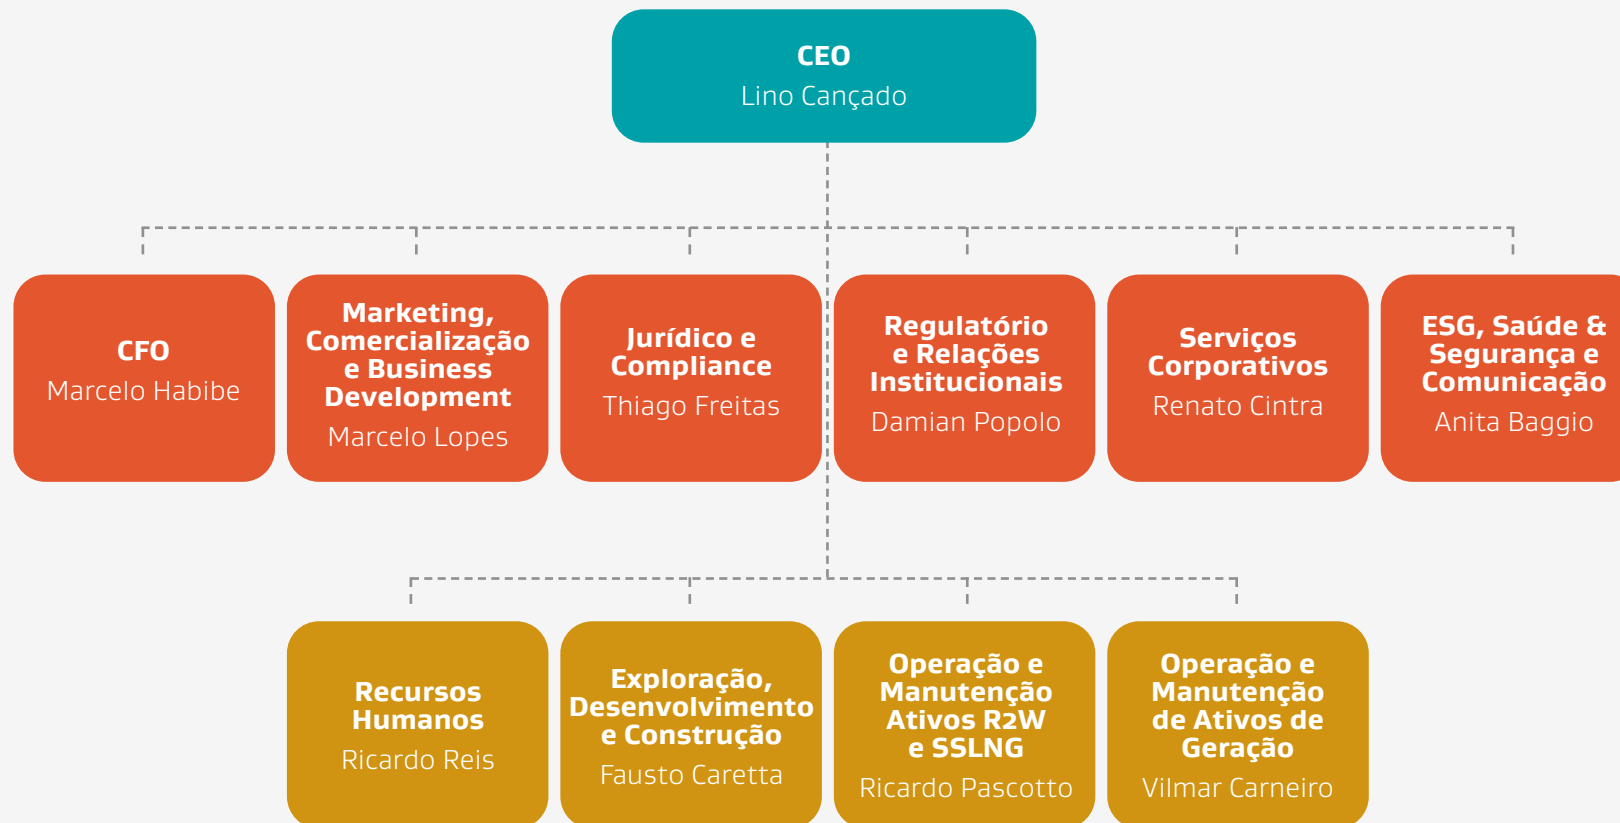 CEO
Lino Cançado
CFO
Marcelo Habibe
Marketing,
Comercialização
e Business
Development
Marcelo Lopes
Jurídico e
Compliance
Thiago Freitas
Regulatório
e Relações
Institucionais
Damian Popolo
Serviços
Corporativos
Renato Cintra
ESG, Saúde &
Segurança e
Comunicação
Anita Baggio
Recursos
Humanos
Ricardo Reis
Exploração,
Desenvolvimento
e Construção
Fausto Caretta
Operação e
Manutenção
Ativos R2W
e SSLNG
Ricardo Pascotto
Operação e
Manutenção
de Ativos de
Geração
Vilmar Carneiro